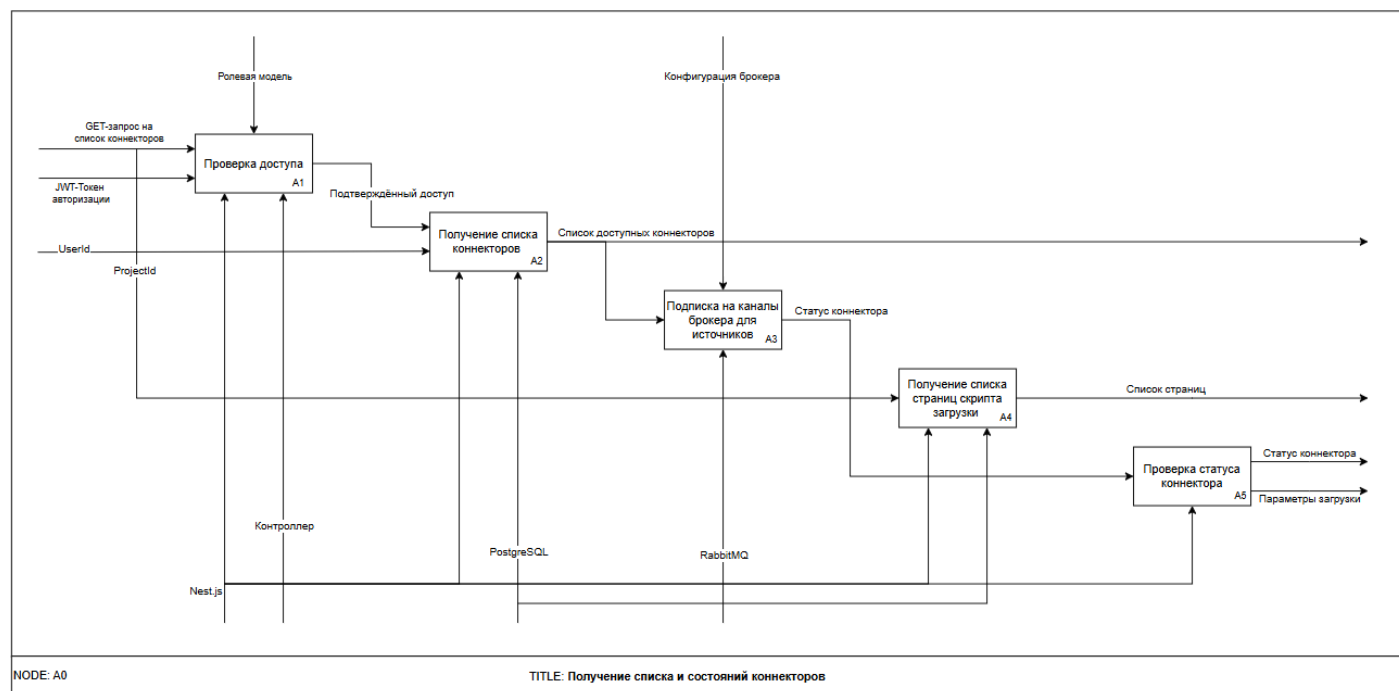 Ролевая модель
Конфигурация брокера
GET-запрос на
список коннекторов
Проверка доступа
A1
JWT-Токен
авторизации
Подтверждённый доступ
UserId
ProjectId
Получение списка
коннекторов
A2
Список доступных коннекторов
Подписка на каналы
брокера для
источников
A3
Статус коннектора
Получение списка
страниц скрипта
загрузки
A4
Список страниц
Проверка статуса
коннектора
A5
Статус коннектора
Параметры загрузки
Контроллер
PostgreSQL
RabbitMQ
Nest.js
NODE: A0
TITLE: Получение списка и состояний коннекторов